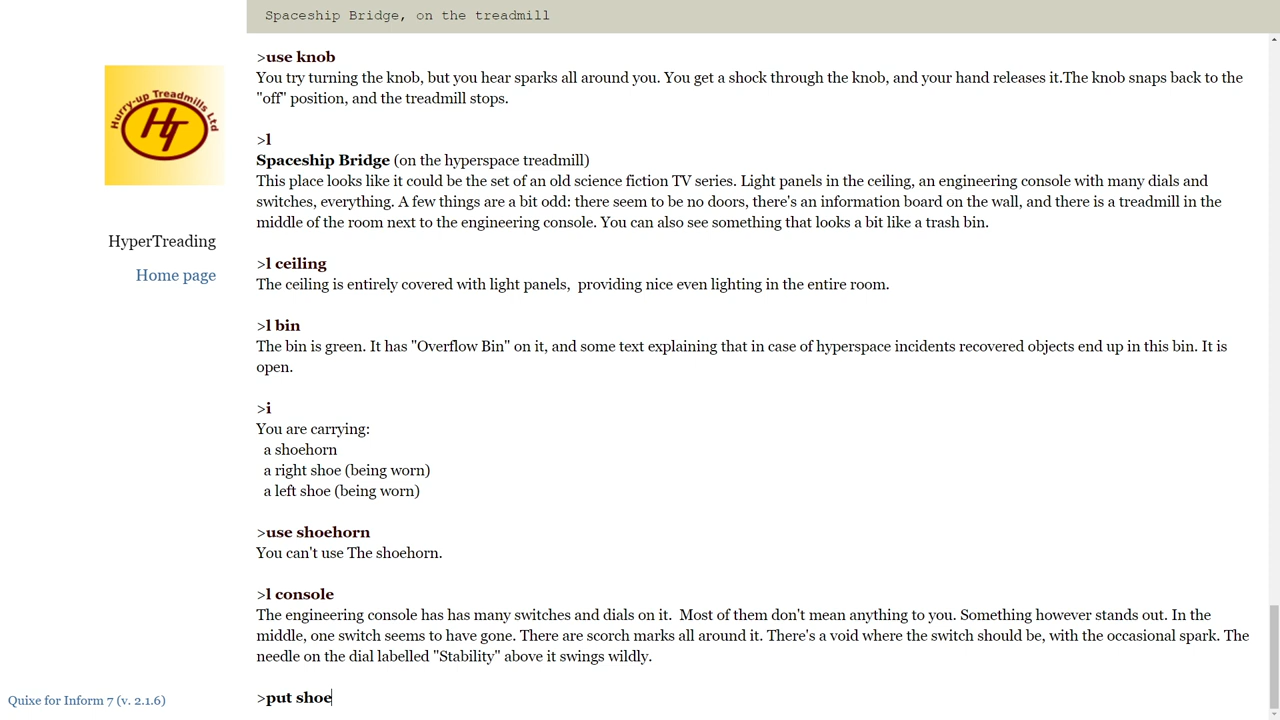 Spaceship Bridge, on the treadmill
>use knob
You try turning the knob, but you hear sparks all around you. You get a shock through the knob, and your hand releases it.The knob snaps back to the
"off" position, and the treadmill stops.
>l
Spaceship Bridge (on the hyperspace treadmill)
This place looks like it could be the set of an old science fiction TV series. Light panels in the ceiling, an engineering console with many dials and
switches, everything. A few things are a bit odd: there seem to be no doors, there's an information board on the wall, and there is a treadmill in the
middle of the room next to the engineering console. You can also see something that looks a bit like a trash bin.
>l ceiling
The ceiling is entirely covered with light panels,  providing nice even lighting in the entire room.
>l bin
The bin is green. It has "Overflow Bin" on it, and some text explaining that in case of hyperspace incidents recovered objects end up in this bin. It is
open.
>i
You are carrying:
a shoehorn
a right shoe (being worn)
a left shoe (being worn)
>use shoehorn
You can't use The shoehorn.
>l console
The engineering console has has many switches and dials on it.  Most of them don't mean anything to you. Something however stands out. In the
middle, one switch seems to have gone. There are scorch marks all around it. There's a void where the switch should be, with the occasional spark. The
needle on the dial labelled "Stability" above it swings wildly.
>put shoe
Hurry-up Treadmills Ltd
HT
HyperTreading
Home page
Quixe for Inform 7 (v. 2.1.6)